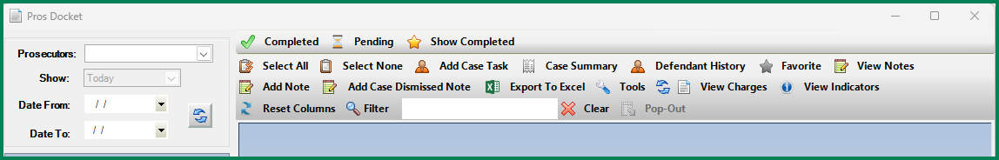 Pros Docket
Prosecutors:
Show: Today
Date From: / /
Date To: / /
Completed Pending Show Completed
Select All Select None Add Case Task Case Summary Defendant History Favorite View Notes
Add Note Add Case Dismissed Note Export To Excel Tools View Charges View Indicators
Reset Columns Filter Clear Pop-Out